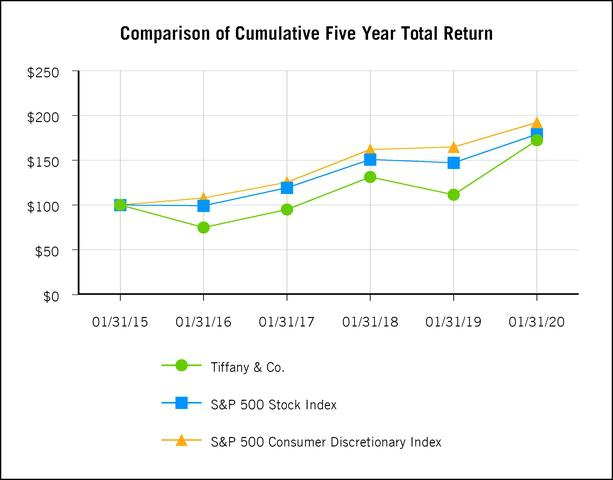 Comparison of Cumulative Five Year Total Return
$250
$200
$150
$100
$50
$0
01/31/15 01/31/16 01/31/17 01/31/18 01/31/19 01/31/20
Tiffany & Co.
S&P 500 Stock Index
S&P 500 Consumer Discretionary Index